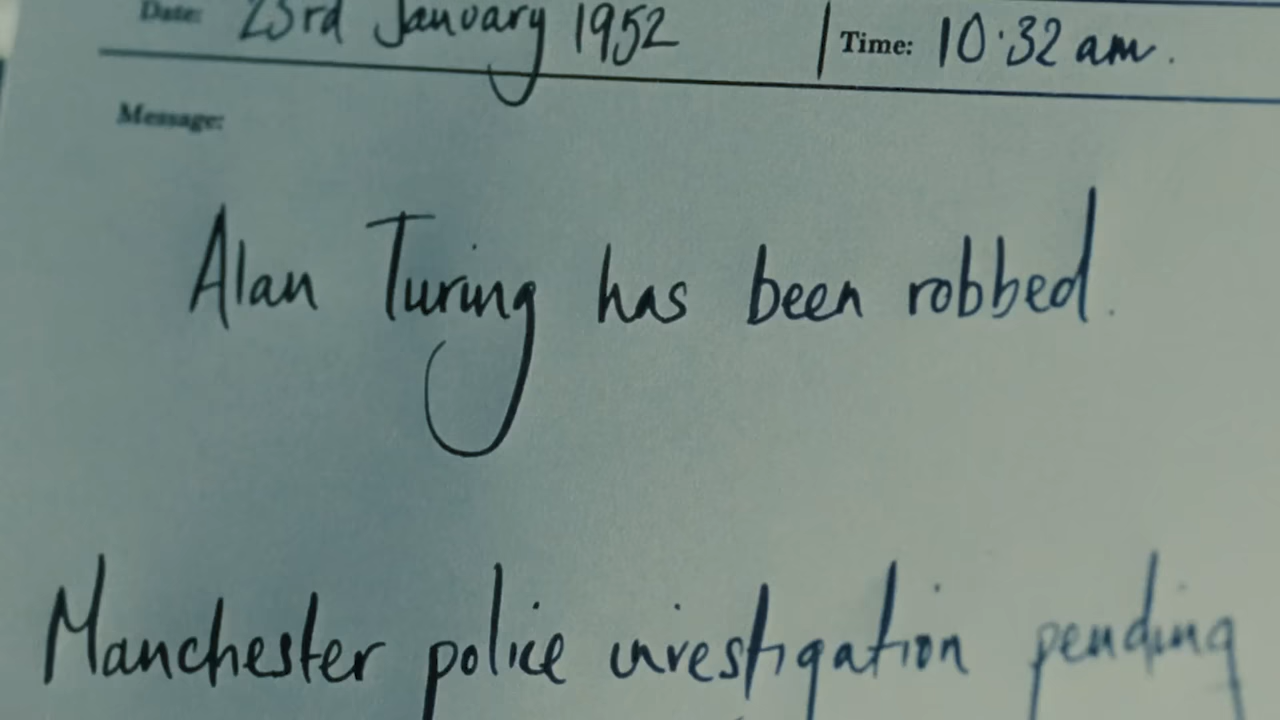 Date: 23rd January 1952 Time: 10·32 am.
Message:
Alan Turing has been robbed.
Manchester police investigation pending